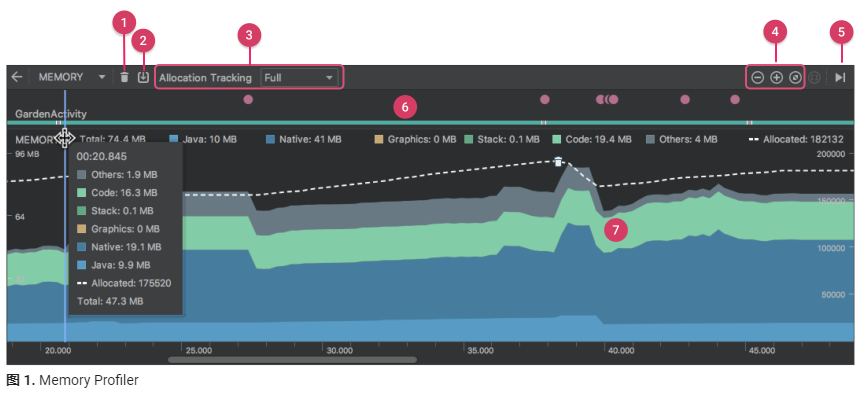 1
2
3
4
5
MEMORY
Allocation Tracking Full
6
GardenActivity
MEMORY Total: 74.4 MB Java: 10 MB Native: 41 MB Graphics: 0 MB Stack: 0.1 MB Code: 19.4 MB Others: 4 MB Allocated: 182132
96 MB
200000
00:20.845
Others: 1.9 MB
Code: 16.3 MB
Stack: 0.1 MB
Graphics: 0 MB
Native: 19.1 MB
Java: 9.9 MB
Allocated: 175520
Total: 47.3 MB
64
150000
7
100000
50000
20.000 25.000 30.000 35.000 40.000 45.000
图 1. Memory Profiler